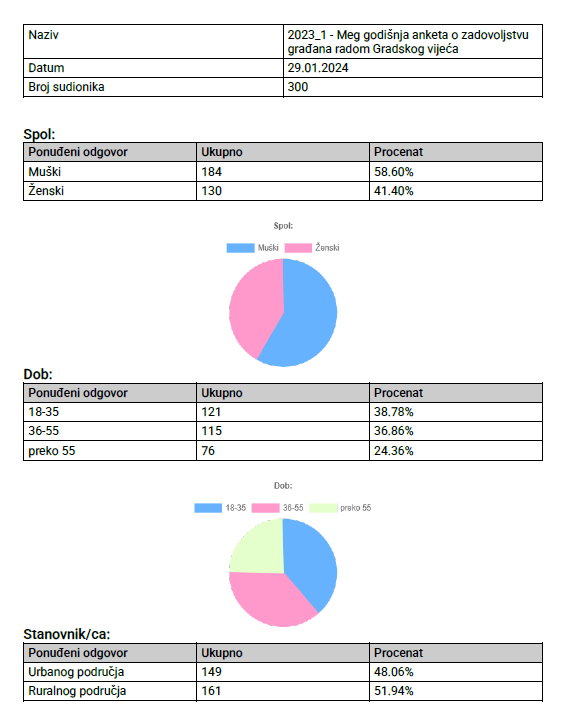 Naziv 2023_1 - Meg godišnja anketa o zadovoljstvu
građana radom Gradskog vijeća
Datum 29.01.2024
Broj sudionika 300
Spol:
Ponuđeni odgovor Ukupno Procenat
Muški 184 58.60%
Ženski 130 41.40%
Spol:
Muški Ženski
Dob:
Ponuđeni odgovor Ukupno Procenat
18-35 121 38.78%
36-55 115 36.86%
preko 55 76 24.36%
Dob:
18-35 36-55 preko 55
Stanovnik/ca:
Ponuđeni odgovor Ukupno Procenat
Urbanog područja 149 48.06%
Ruralnog područja 161 51.94%